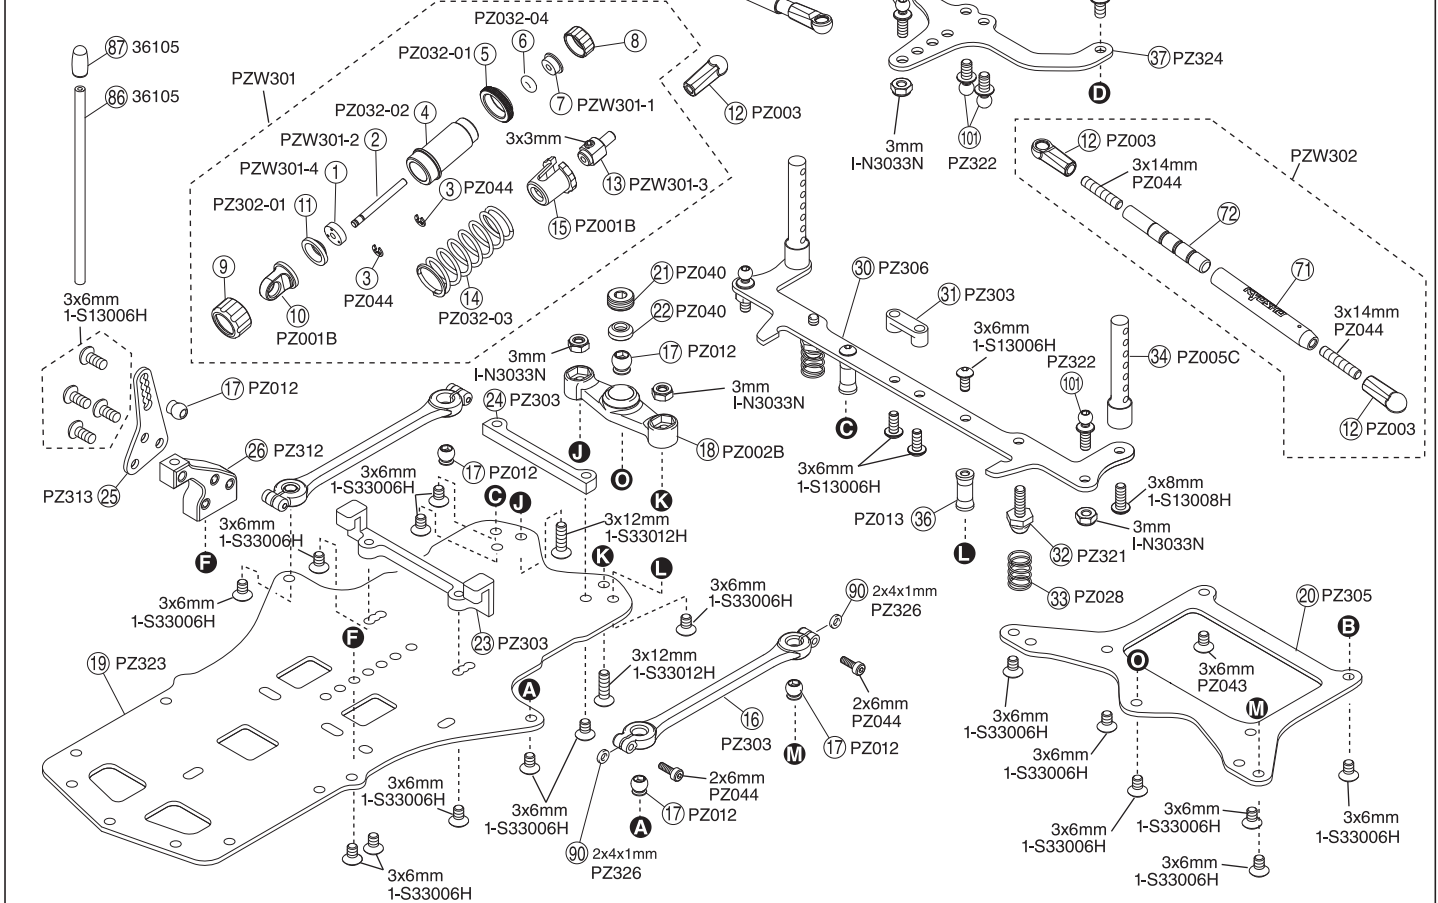 PZ032-04
87 36105
PZ032-01 5
6
8
37 PZ324
PZW301
86 36105
7 PZW301-1
D
PZ032-02 4
12 PZ003
3mm
I-N3033N
101
PZ322
12 PZ003
PZW302
PZW301-2 2
3x3mm
3x14mm
PZ044
PZW301-4 1
3 PZ044
13 PZW301-3
PZ302-01 11
15 PZ001B
72
9
3
PZ044
14
PZ032-03
21 PZ040
30 PZ306
31 PZ303
71
KYOSHO
3x6mm
1-S13006H
10
PZ001B
22 PZ040
3x6mm
1-S13006H
3x14mm
PZ044
3mm
I-N3033N
17 PZ012
PZ322
101
34 PZ005C
17 PZ012
3mm
I-N3033N
24 PZ303
C
12 PZ003
J
O
K
18 PZ002B
26 PZ312
17 PZ012
3x6mm
1-S33006H
3x6mm
1-S13006H
PZ313 25
C
J
3x8mm
1-S13008H
PZ013 36
3x12mm
1-S33012H
3mm
I-N3033N
F
3x6mm
1-S33006H
L
32 PZ321
K
L
3x6mm
1-S33006H
3x6mm
1-S33006H
33 PZ028
90 2x4x1mm
PZ326
20 PZ305
F
23 PZ303
B
19 PZ323
3x12mm
1-S33012H
O
3x6mm
PZ043
A
2x6mm
PZ044
M
3x6mm
1-S33006H
16
PZ303
17 PZ012
M
3x6mm
1-S33006H
3x6mm
1-S33006H
2x6mm
PZ044
3x6mm
1-S33006H
17 PZ012
3x6mm
1-S33006H
3x6mm
1-S33006H
3x6mm
1-S33006H
A
90 2x4x1mm
PZ326
3x6mm
1-S33006H
3x6mm
1-S33006H